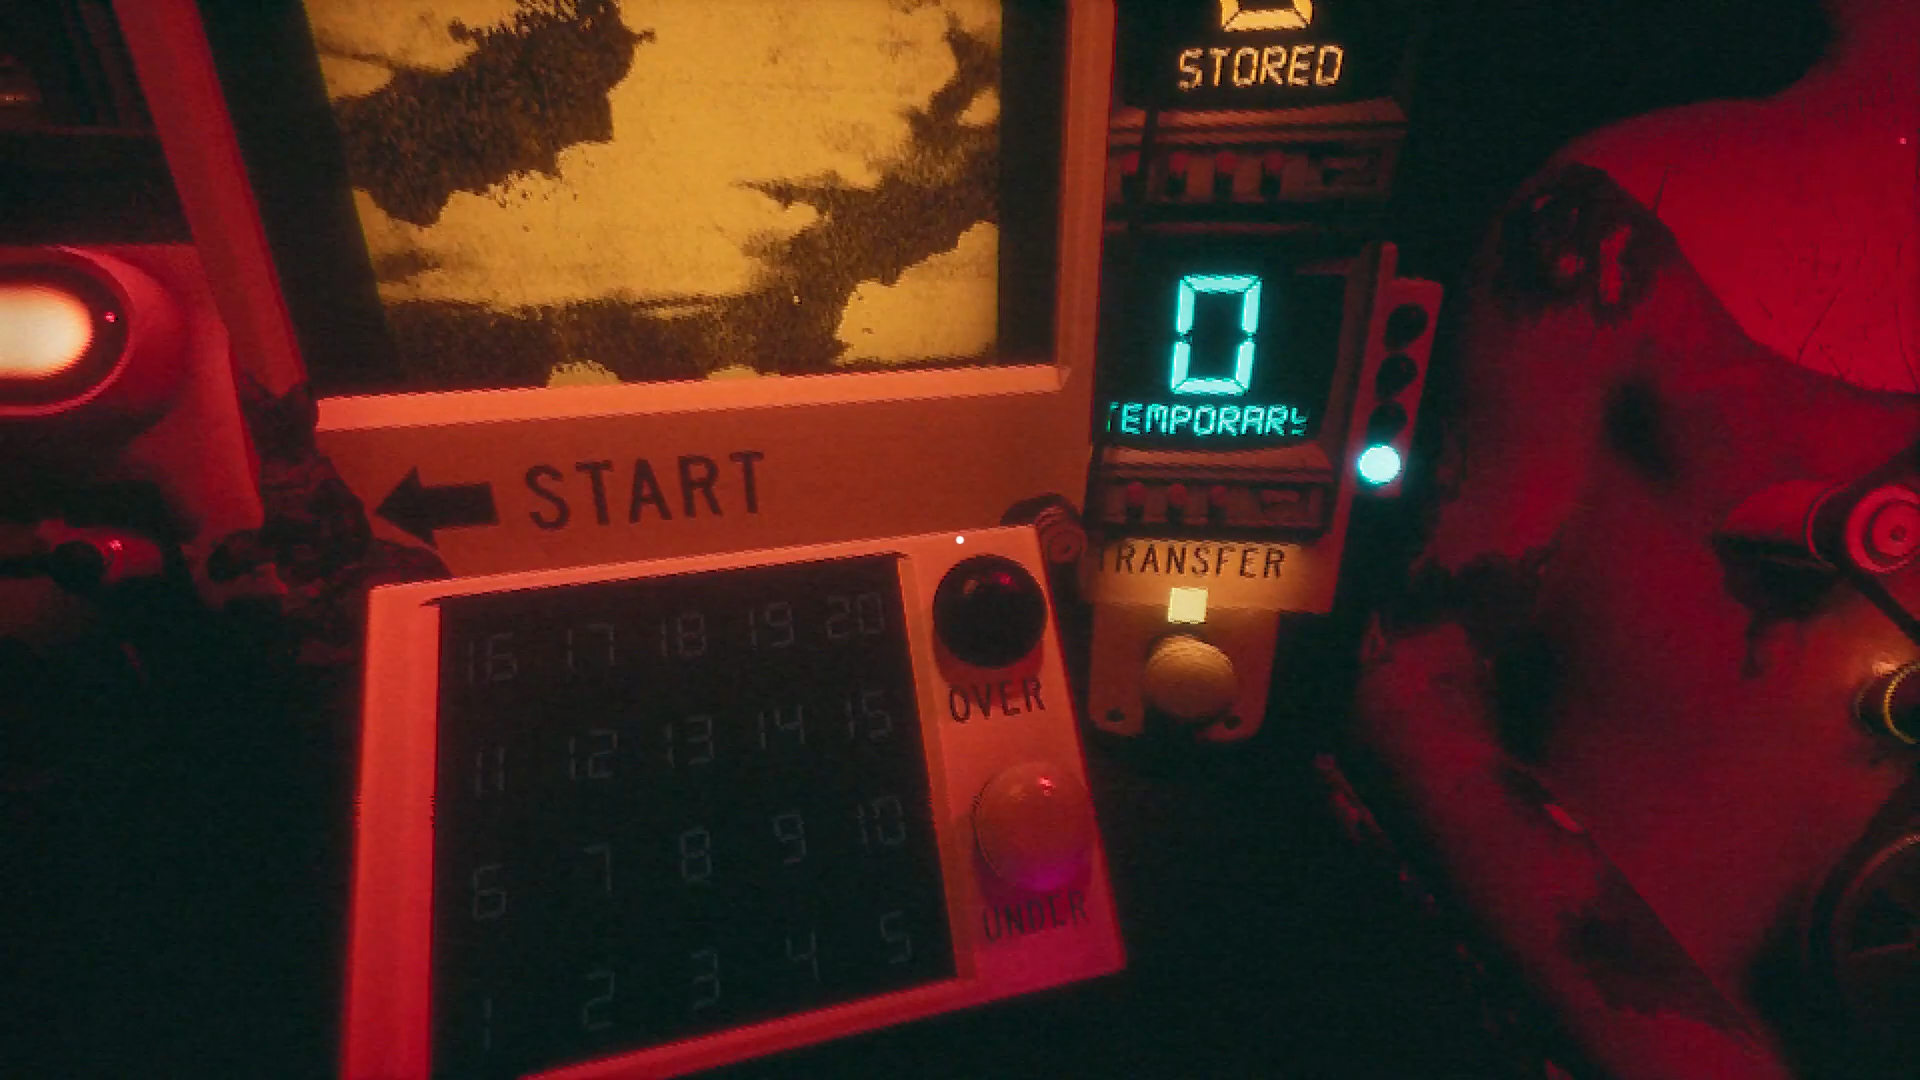 STORED
0
TEMPORARY
START
TRANSFER
16 17 18 19 20
OVER
11 12 13 14 15
6 7 8 9 10
UNDER
1 2 3 4 5